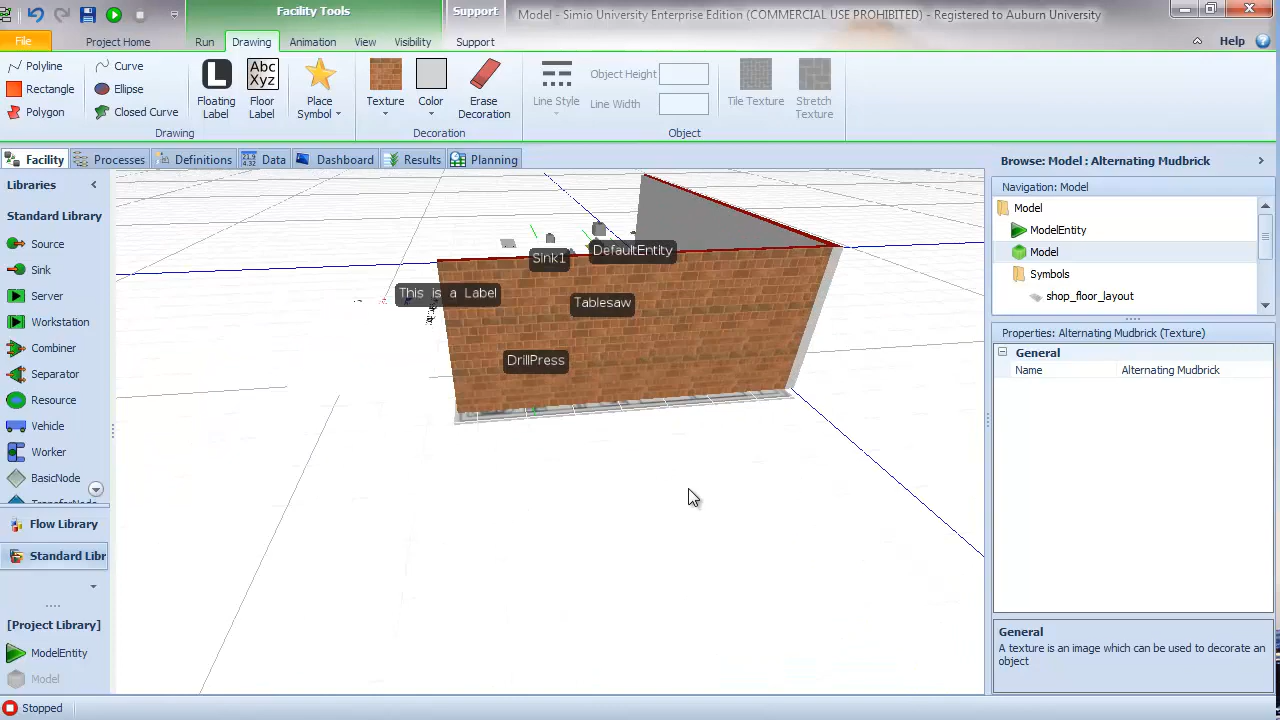 Facility Tools
Support
Model - Simio University Enterprise Edition (COMMERCIAL USE PROHIBITED) - Registered to Auburn University
File
Project Home
Run
Drawing
Animation
View
Visibility
Support
Help
Polyline
Rectangle
Polygon
Curve
Ellipse
Closed Curve
Abc
Xyz
Floating
Label
Floor
Label
Place
Symbol
Texture
Color
Erase
Decoration
Line Style
Object Height
Line Width
Tile Texture
Stretch
Texture
Drawing
Decoration
Object
Facility
Processes
Definitions
Data
Dashboard
Results
Planning
Libraries
Standard Library
Source
Sink
Server
Workstation
Combiner
Separator
Resource
Vehicle
Worker
BasicNode
Flow Library
Standard Libr
[Project Library]
ModelEntity
Model
Sink1
DefaultEntity
This is a Label
Tablesaw
DrillPress
Browse: Model : Alternating Mudbrick
Navigation: Model
Model
ModelEntity
Model
Symbols
shop_floor_layout
Properties: Alternating Mudbrick (Texture)
General
Name Alternating Mudbrick
General
A texture is an image which can be used to decorate an
object
Stopped